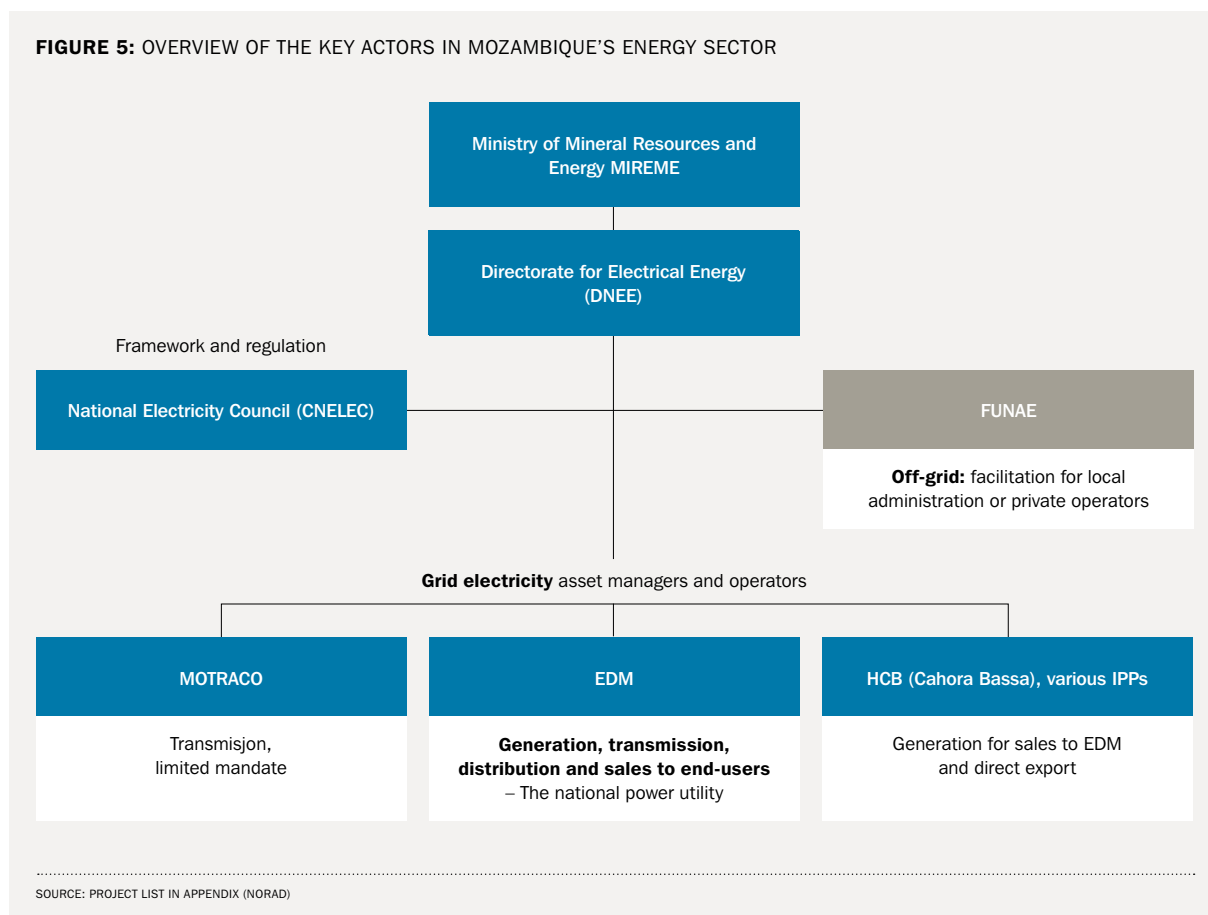 FIGURE 5: OVERVIEW OF THE KEY ACTORS IN MOZAMBIQUE'S ENERGY SECTOR
Ministry of Mineral Resources and
Energy MIREME
Directorate for Electrical Energy
(DNEE)
Framework and regulation
National Electricity Council (CNELEC)
FUNAE
Off-grid: facilitation for local
administration or private operators
Grid electricity asset managers and operators
MOTRACO
Transmisjon,
limited mandate
EDM
Generation, transmission,
distribution and sales to end-users
– The national power utility
HCB (Cahora Bassa), various IPPs
Generation for sales to EDM
and direct export
SOURCE: PROJECT LIST IN APPENDIX (NORAD)